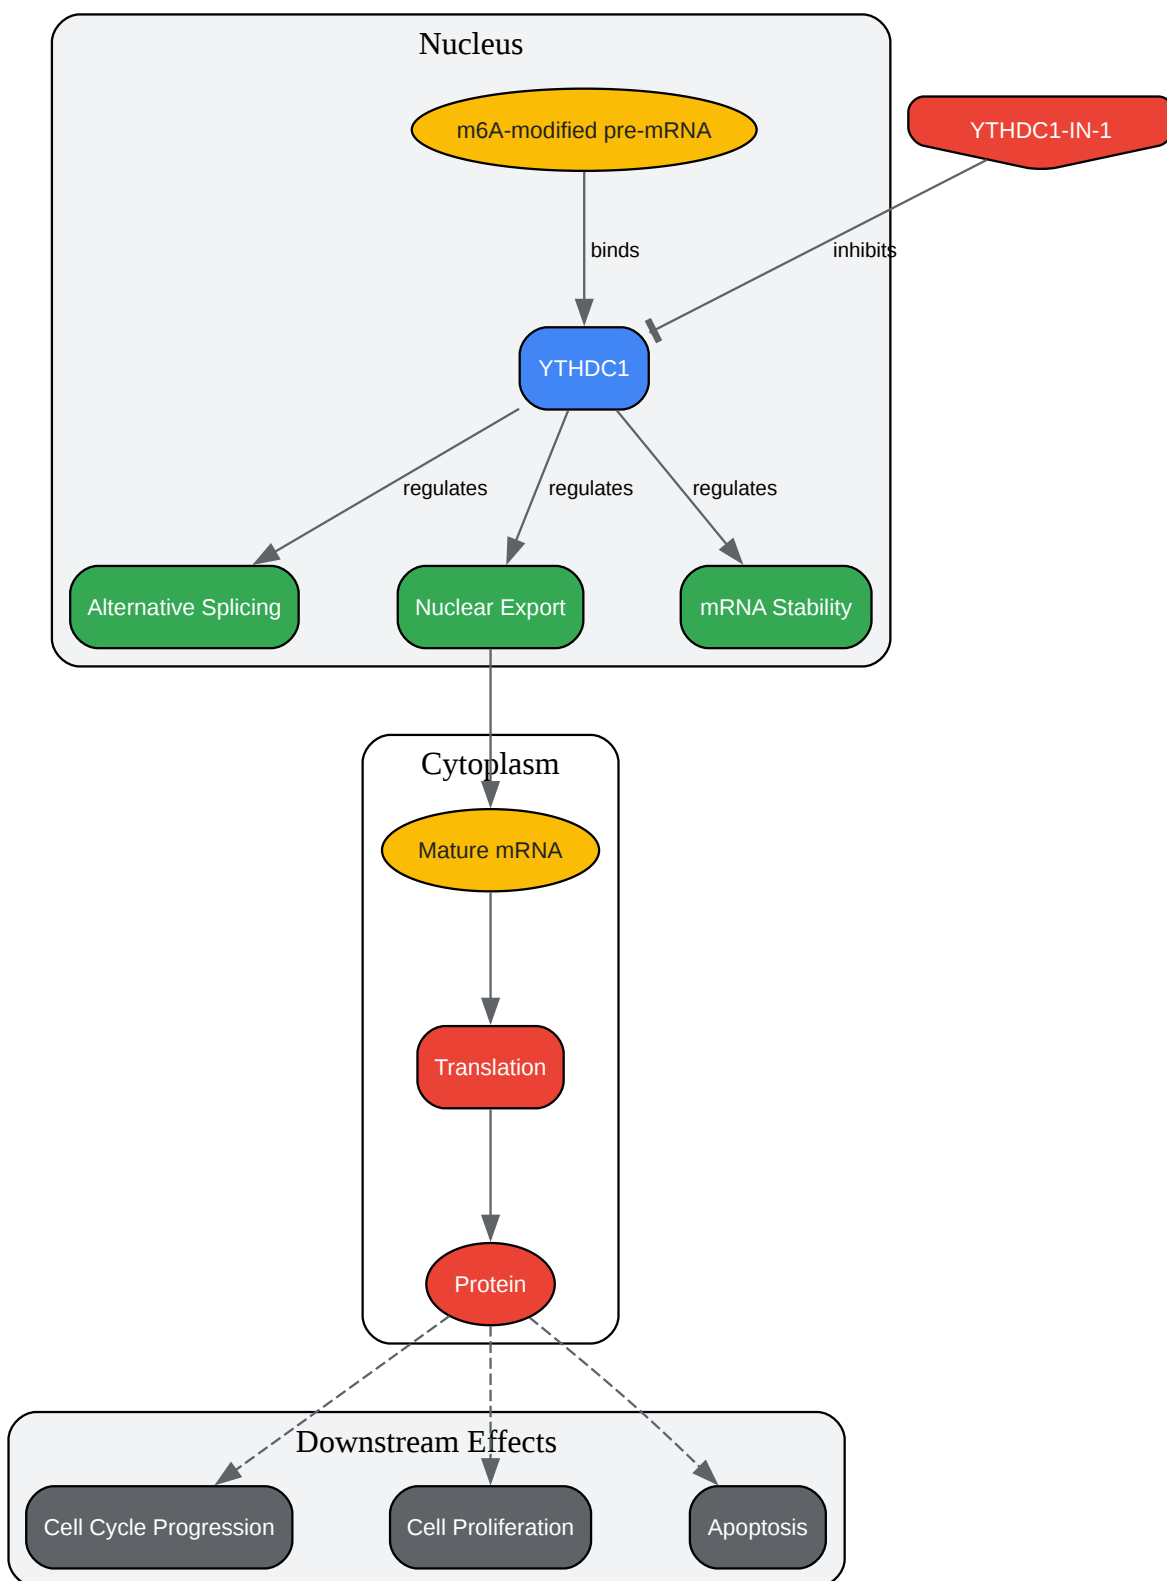 Nucleus
m6A-modified pre-mRNA
YTHDC1-IN-1
binds
inhibits
YTHDC1
regulates
regulates
regulates
Alternative Splicing
Nuclear Export
mRNA Stability
Cytoplasm
Mature mRNA
Translation
Protein
Downstream Effects
Cell Cycle Progression
Cell Proliferation
Apoptosis